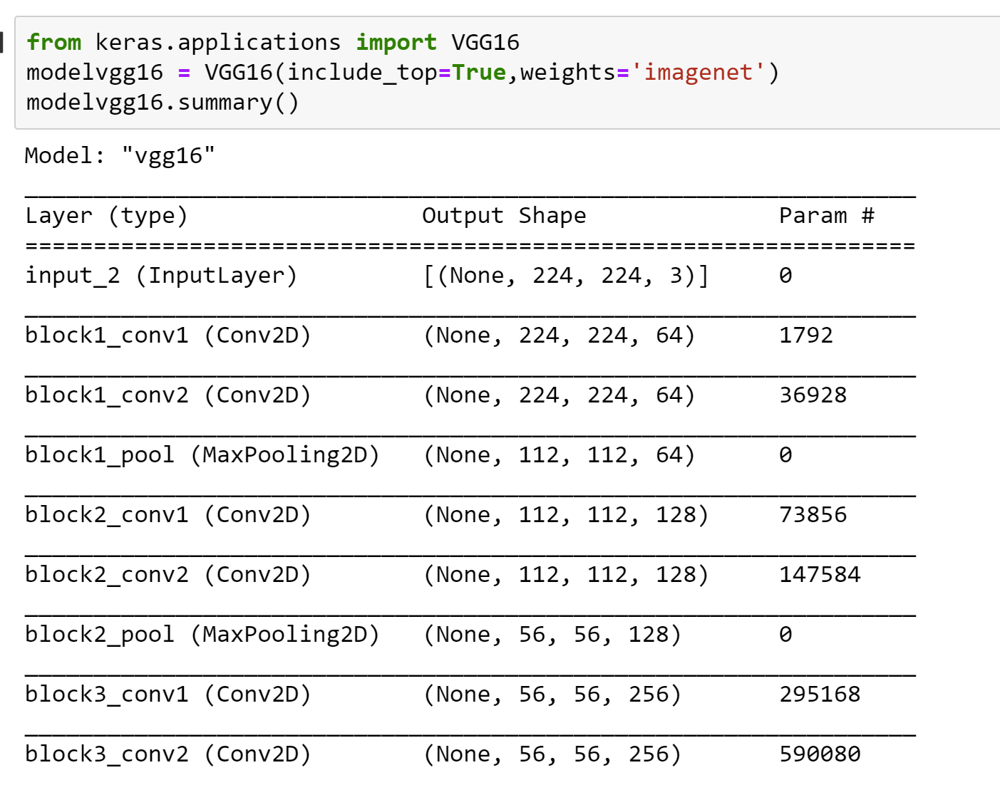 from keras.applications import VGG16
modelvgg16 = VGG16(include_top=True,weights='imagenet')
modelvgg16.summary()
Model: "vgg16"
_________________________________________________________________
Layer (type)                 Output Shape              Param #
=================================================================
input_2 (InputLayer)         [(None, 224, 224, 3)]     0
_________________________________________________________________
block1_conv1 (Conv2D)        (None, 224, 224, 64)      1792
_________________________________________________________________
block1_conv2 (Conv2D)        (None, 224, 224, 64)      36928
_________________________________________________________________
block1_pool (MaxPooling2D)   (None, 112, 112, 64)      0
_________________________________________________________________
block2_conv1 (Conv2D)        (None, 112, 112, 128)     73856
_________________________________________________________________
block2_conv2 (Conv2D)        (None, 112, 112, 128)     147584
_________________________________________________________________
block2_pool (MaxPooling2D)   (None, 56, 56, 128)       0
_________________________________________________________________
block3_conv1 (Conv2D)        (None, 56, 56, 256)       295168
_________________________________________________________________
block3_conv2 (Conv2D)        (None, 56, 56, 256)       590080